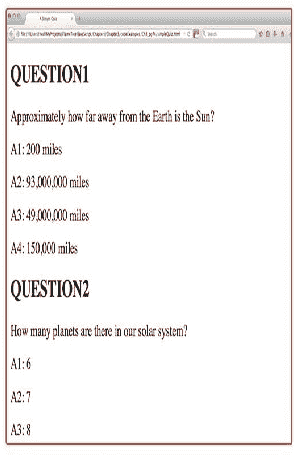 QUESTION1
Approximately how far away from the Earth is the Sun?
A1: 200 miles
A2: 93,000,000 miles
A3: 49,000,000 miles
A4: 150,000 miles
QUESTION2
How many planets are there in our solar system?
A1: 6
A2: 7
A3: 8